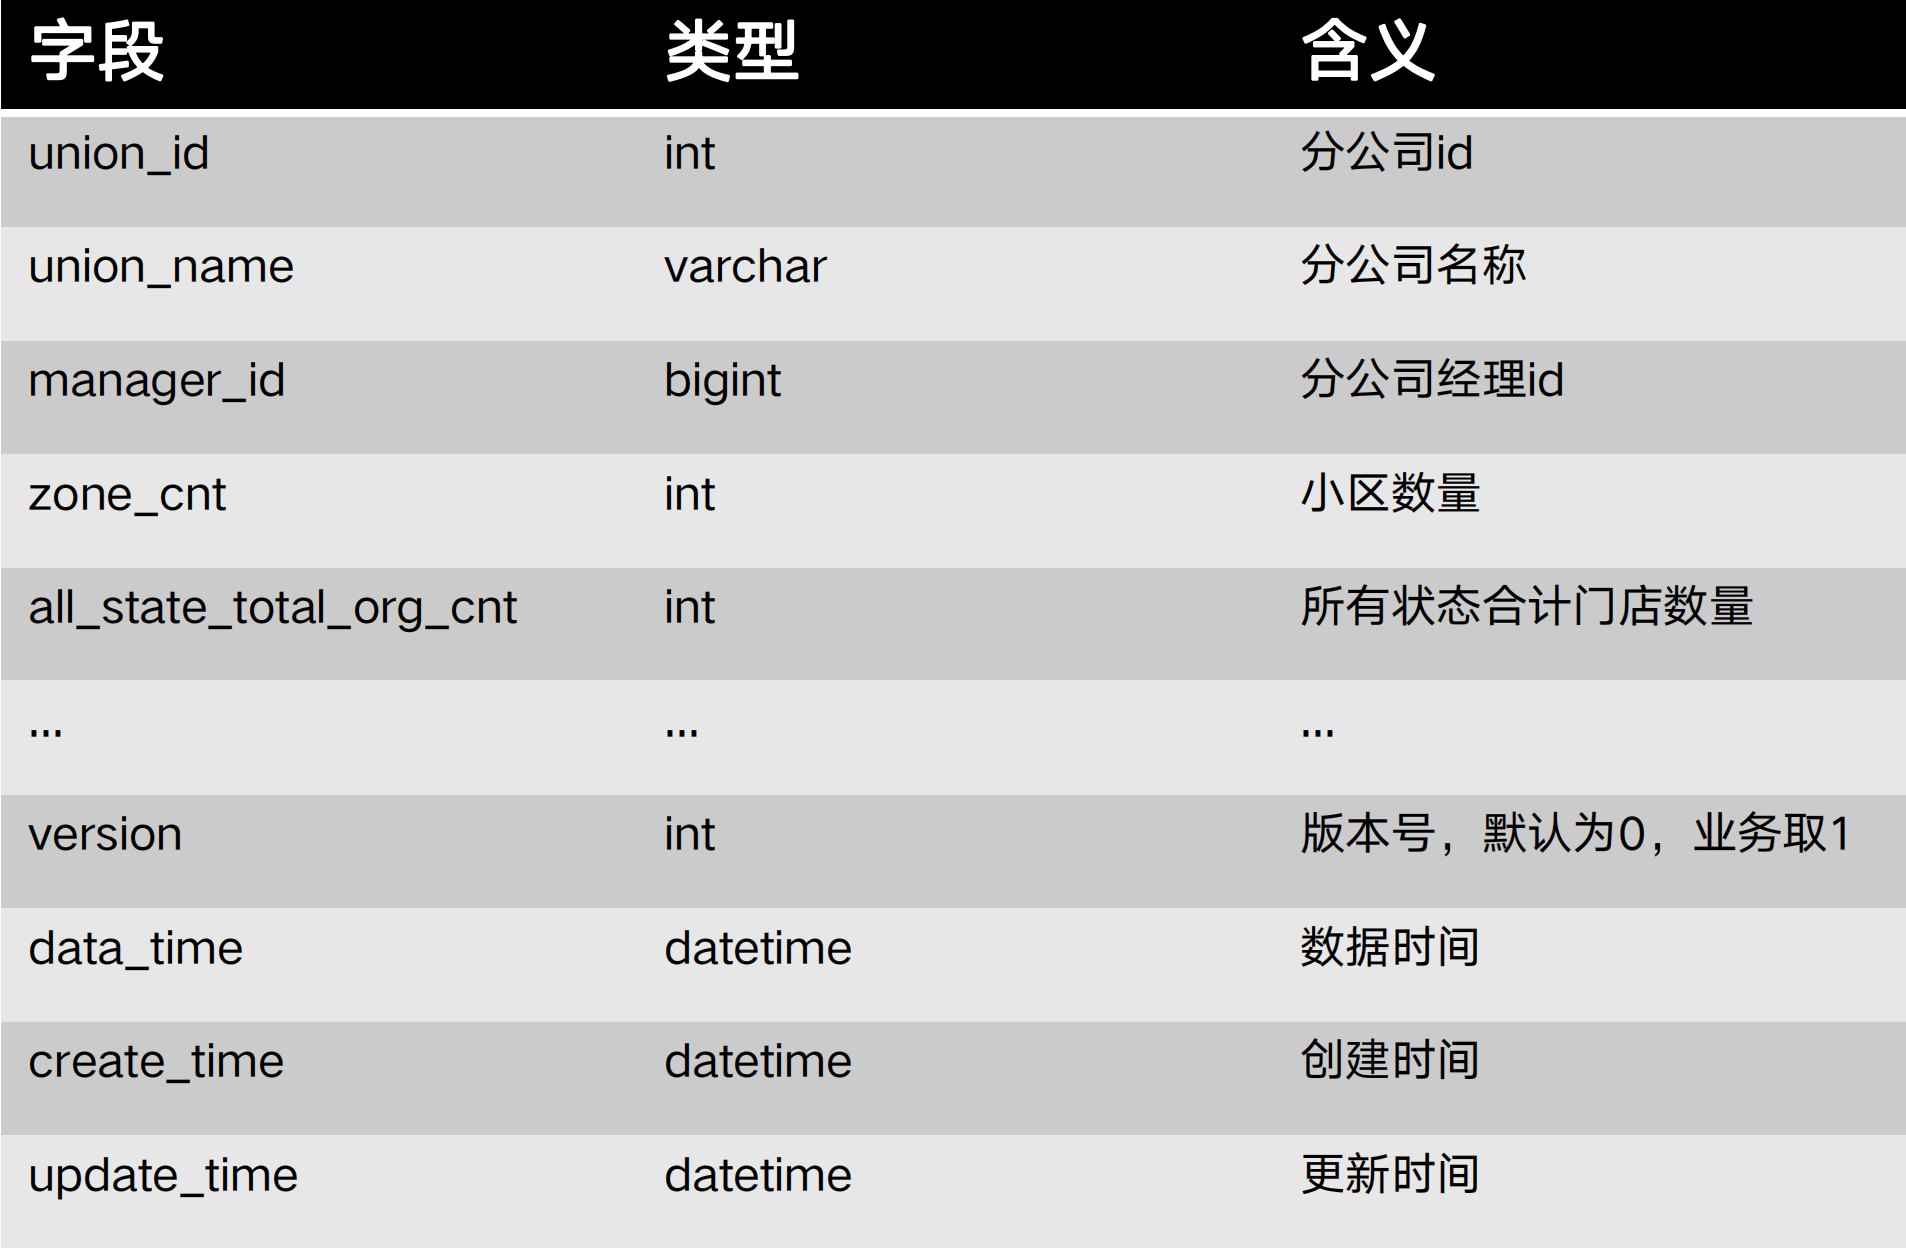 字段 类型 含义
union_id int 分公司id
union_name varchar 分公司名称
manager_id bigint 分公司经理id
zone_cnt int 小区数量
all_state_total_org_cnt int 所有状态合计门店数量
... ... ...
version int 版本号，默认为0，业务取1
data_time datetime 数据时间
create_time datetime 创建时间
update_time datetime 更新时间